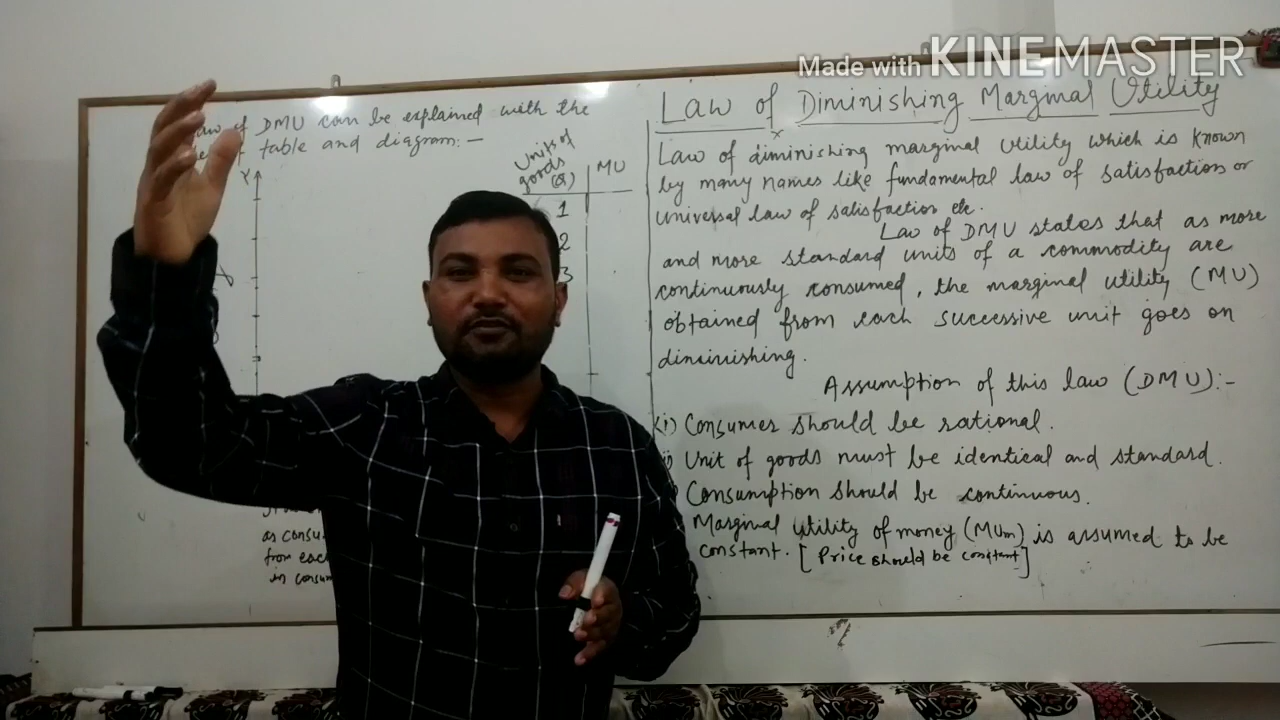 Made with KINEMASTER
Law of DMU can be explained with the
table and diagram:-
Y
Units of goods (Q) | MU
1
2
3
as consu
from each
in consum
Law of Diminishing Marginal Utility
Law of diminishing marginal utility which is known
by many names like fundamental law of satisfaction or
universal law of satisfaction etc.
Law of DMU states that as more
and more standard units of a commodity are
continuously consumed, the marginal utility (MU)
obtained from each successive unit goes on
diminishing.
Assumption of this law (DMU):-
(i) Consumer should be rational.
Unit of goods must be identical and standard.
Consumption should be continuous.
Marginal utility of money (MUm) is assumed to be
constant. [Price should be constant]